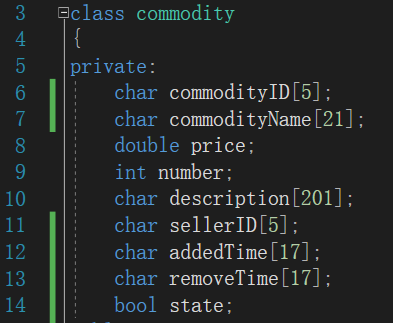 3 class commodity
4 {
5 private:
6 char commodityID[5];
7 char commodityName[21];
8 double price;
9 int number;
10 char description[201];
11 char sellerID[5];
12 char addedTime[17];
13 char removeTime[17];
14 bool state;